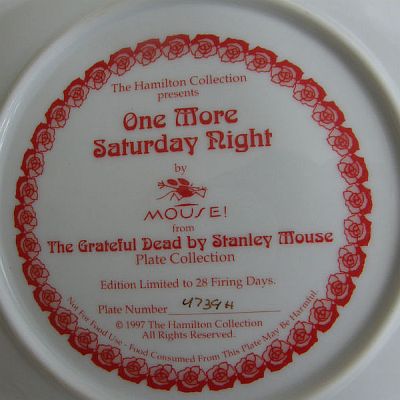 The Hamilton Collection
presents
One More
Saturday Night
by
MOUSE!
from
The Grateful Dead by Stanley Mouse
Plate Collection
Edition Limited to 28 Firing Days.
Plate Number 4739H
© 1997 The Hamilton Collection
All Rights Reserved.
Not For Food Use - Food Consumed From This Plate May Be Harmful.